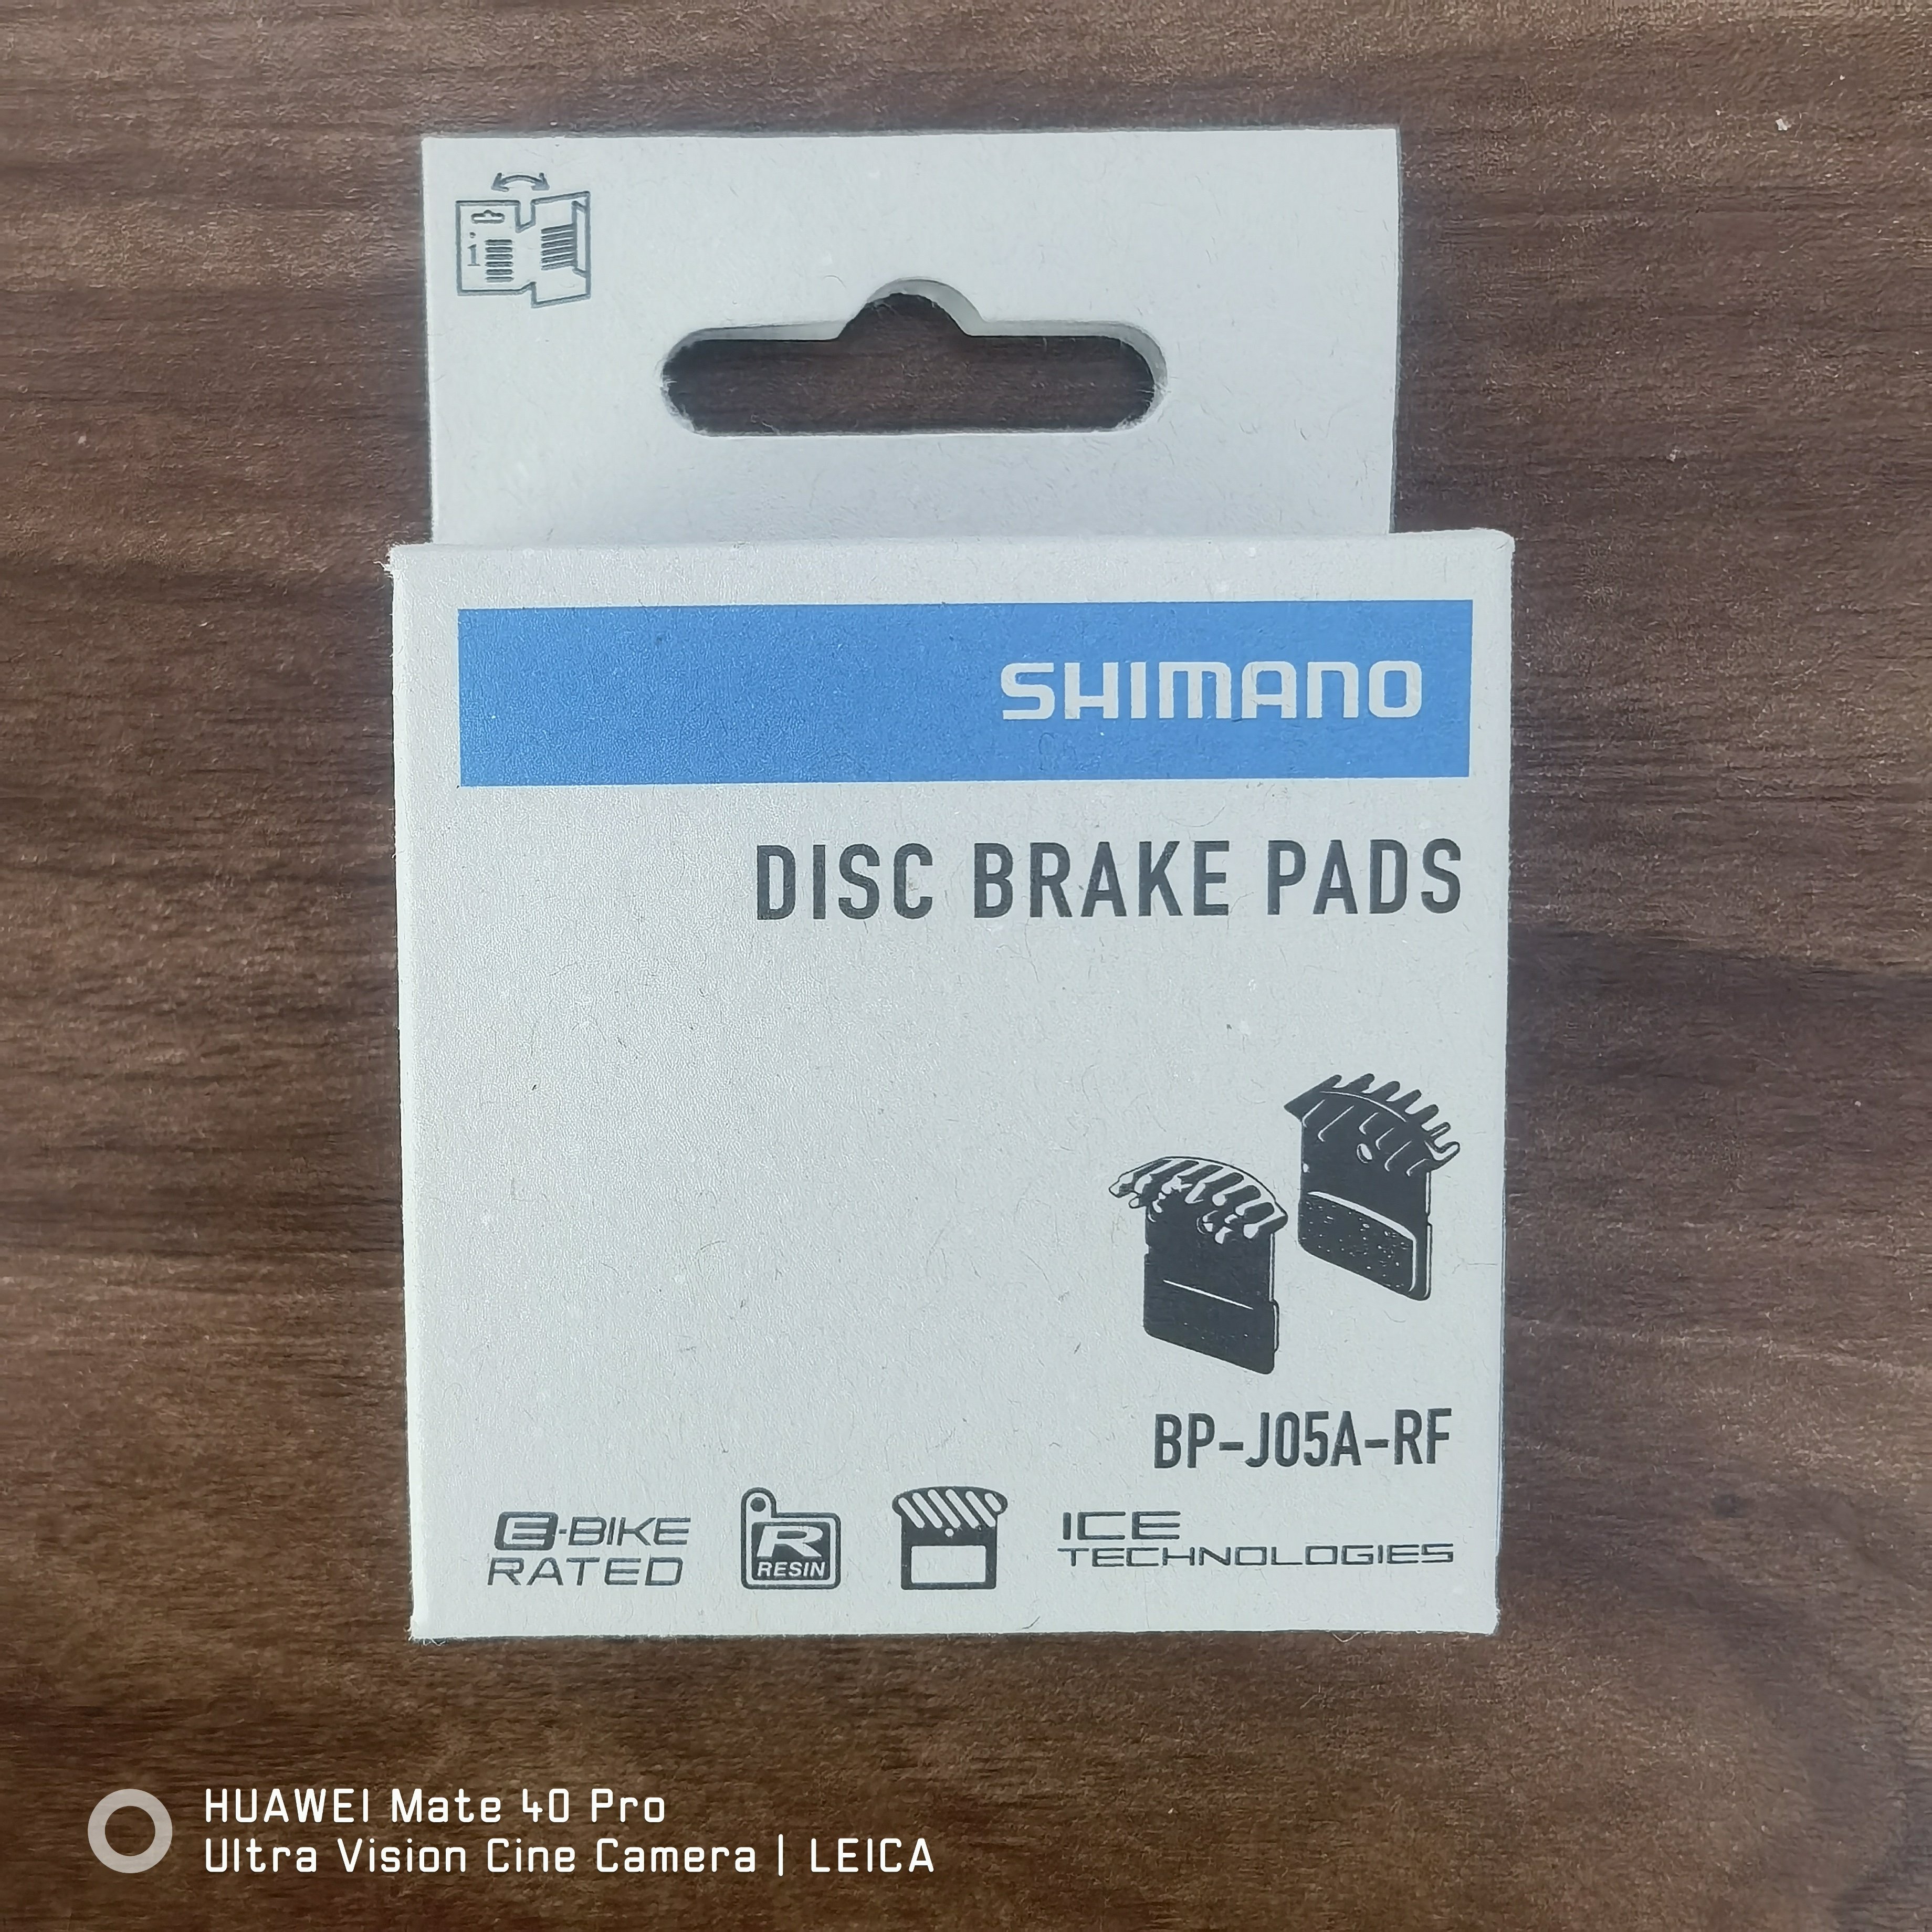 SHIMANO
DISC BRAKE PADS
BP-J05A-RF
E-BIKE
RATED
R
RESIN
ICE
TECHNOLOGIES
HUAWEI Mate 40 Pro
Ultra Vision Cine Camera | LEICA